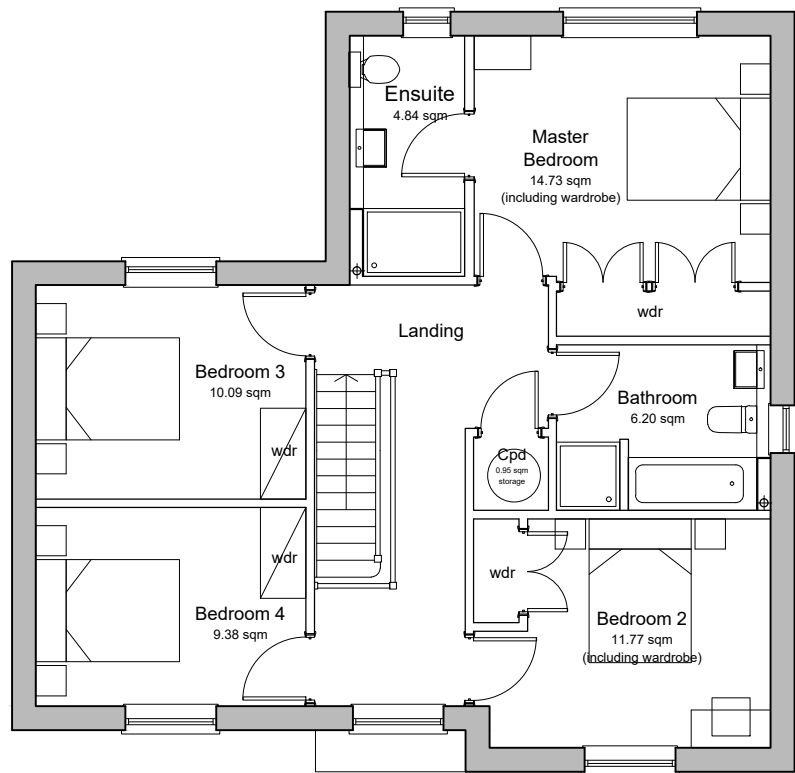 Ensuite
4.84 sqm
Master
Bedroom
14.73 sqm
(including wardrobe)
wdr
Landing
Bedroom 3
10.09 sqm
wdr
Bathroom
6.20 sqm
Cpd
0.95 sqm
storage
wdr
Bedroom 4
9.38 sqm
wdr
Bedroom 2
11.77 sqm
(including wardrobe)